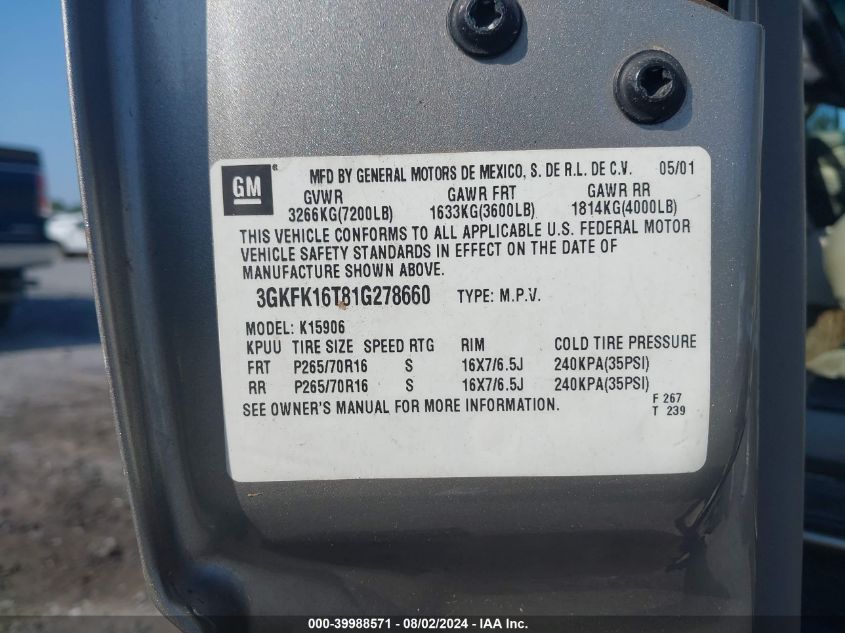 GM ® MFD BY GENERAL MOTORS DE MEXICO, S. DE R.L. DE C.V. 05/01
GVWR GAWR FRT GAWR RR
3266KG(7200LB) 1633KG(3600LB) 1814KG(4000LB)
THIS VEHICLE CONFORMS TO ALL APPLICABLE U.S. FEDERAL MOTOR
VEHICLE SAFETY STANDARDS IN EFFECT ON THE DATE OF
MANUFACTURE SHOWN ABOVE.
3GKFK16T81G278660 TYPE: M.P.V.
MODEL: K15906
KPUU TIRE SIZE SPEED RTG RIM COLD TIRE PRESSURE
FRT P265/70R16 S 16X7/6.5J 240KPA(35PSI)
RR P265/70R16 S 16X7/6.5J 240KPA(35PSI)
SEE OWNER'S MANUAL FOR MORE INFORMATION. F 267
T 239
000-39988571 - 08/02/2024 - IAA Inc.